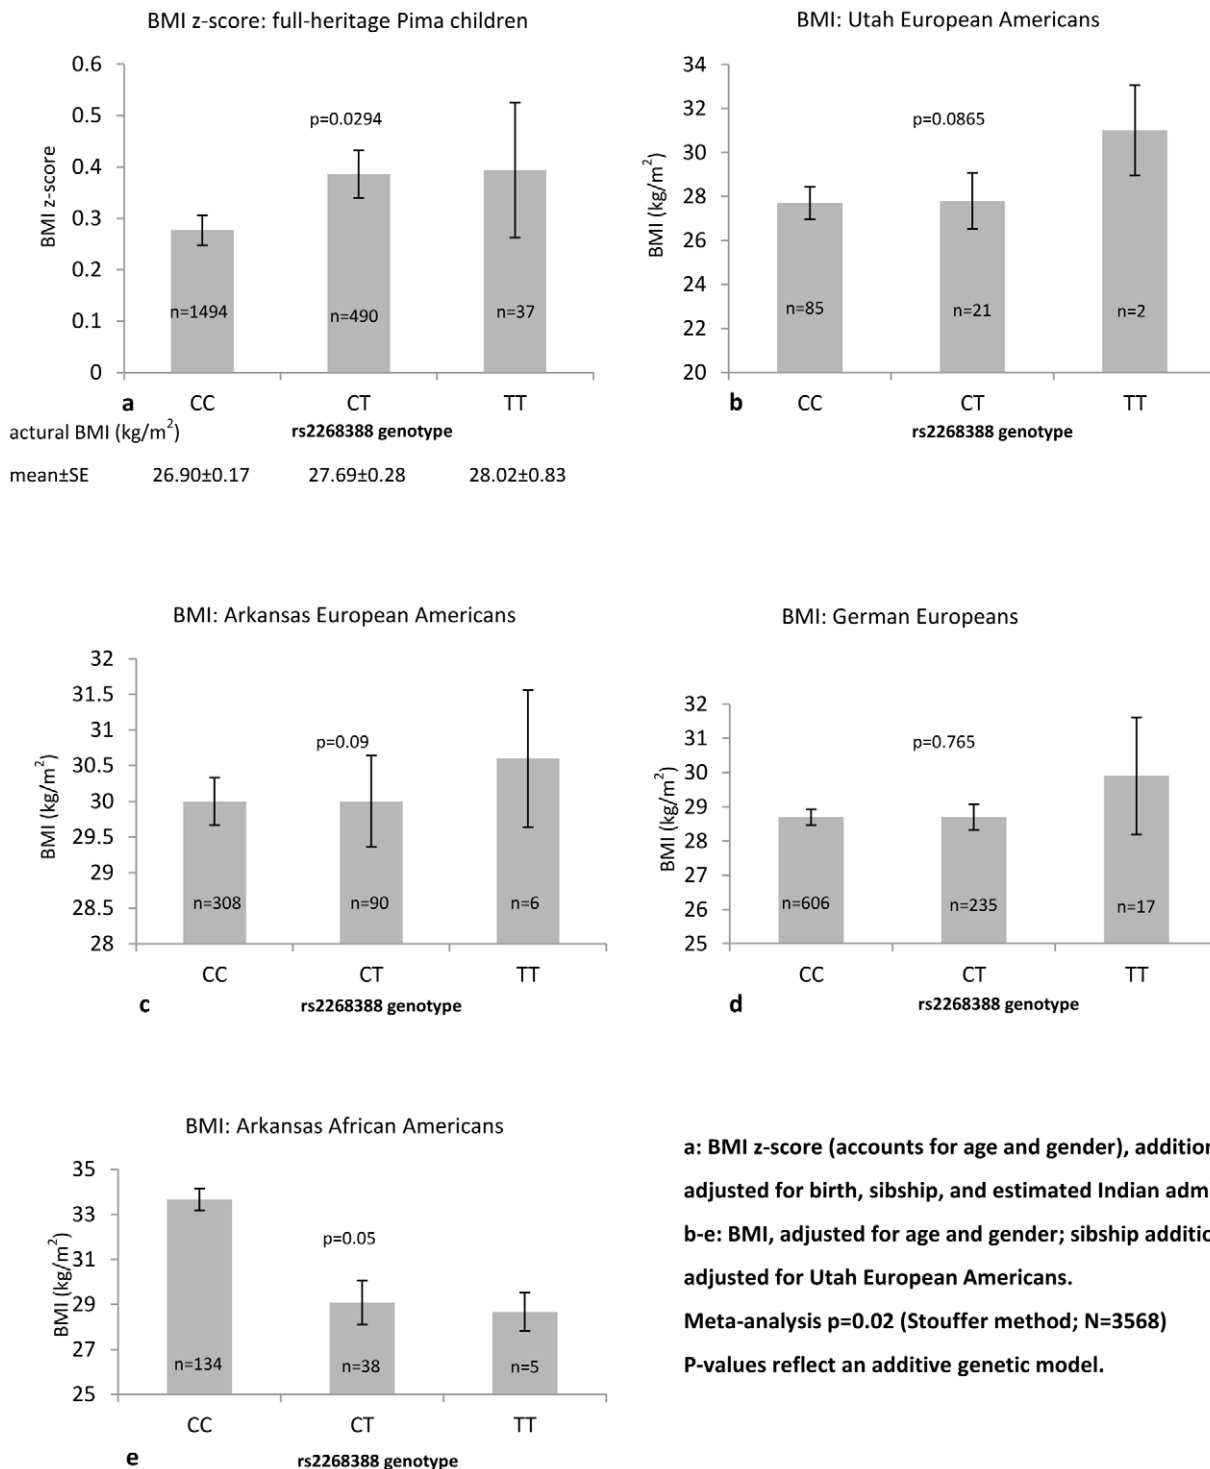 BMI z-score: full-heritage Pima children
0.6
0.5
0.4
0.3
0.2
0.1
0
BMI z-score
p=0.0294
n=1494
n=490
n=37
CC CT TT
a
rs2268388 genotype
actural BMI (kg/m²)
mean±SE 26.90±0.17 27.69±0.28 28.02±0.83
BMI: Utah European Americans
34
32
30
28
26
24
22
20
BMI (kg/m²)
p=0.0865
n=85
n=21
n=2
CC CT TT
b
rs2268388 genotype
BMI: Arkansas European Americans
32
31.5
31
30.5
30
29.5
29
28.5
28
BMI (kg/m²)
p=0.09
n=308
n=90
n=6
CC CT TT
c
rs2268388 genotype
BMI: German Europeans
32
31
30
29
28
27
26
25
BMI (kg/m²)
p=0.765
n=606
n=235
n=17
CC CT TT
d
rs2268388 genotype
BMI: Arkansas African Americans
35
33
31
29
27
25
BMI (kg/m²)
p=0.05
n=134
n=38
n=5
CC CT TT
e
rs2268388 genotype
a: BMI z-score (accounts for age and gender), addition
adjusted for birth, sibship, and estimated Indian adm
b-e: BMI, adjusted for age and gender; sibship additio
adjusted for Utah European Americans.
Meta-analysis p=0.02 (Stouffer method; N=3568)
P-values reflect an additive genetic model.